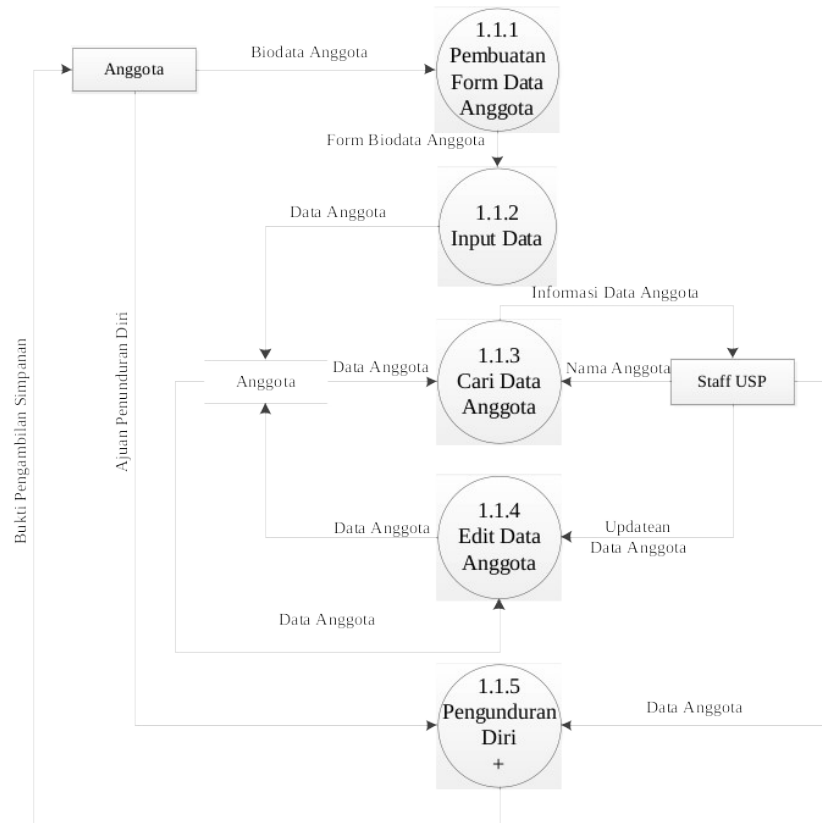 1.1.1
Pembuatan
Form Data
Anggota
Biodata Anggota
Anggota
Form Biodata Anggota
1.1.2
Input Data
Data Anggota
Informasi Data Anggota
1.1.3
Cari Data
Anggota
Data Anggota
Nama Anggota
Staff USP
Anggota
Ajuan Penunduran Diri
Bukti Pengambilan Simpanan
1.1.4
Edit Data
Anggota
Data Anggota
Updatean
Data Anggota
Data Anggota
1.1.5
Pengunduran
Diri
+
Data Anggota